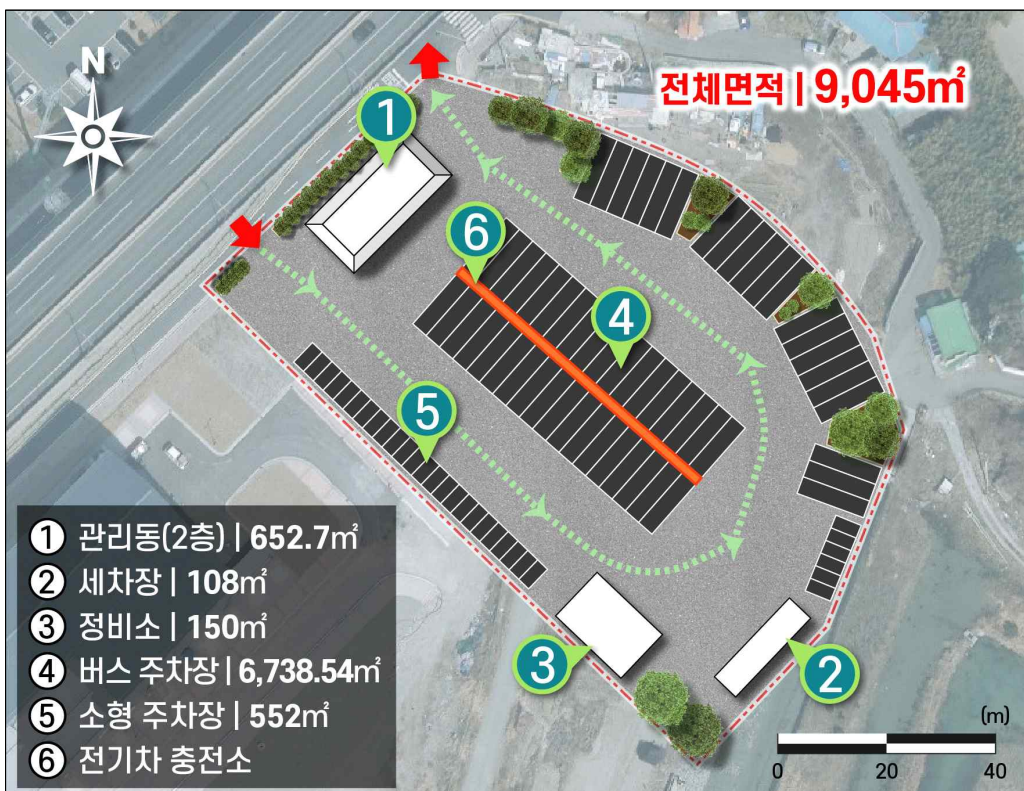 N
전체면적 | 9,045㎡
1
6
4
5
3
2
① 관리동(2층) | 652.7㎡
② 세차장 | 108㎡
③ 정비소 | 150㎡
④ 버스 주차장 | 6,738.54㎡
⑤ 소형 주차장 | 552㎡
⑥ 전기차 충전소
(m)
0 20 40